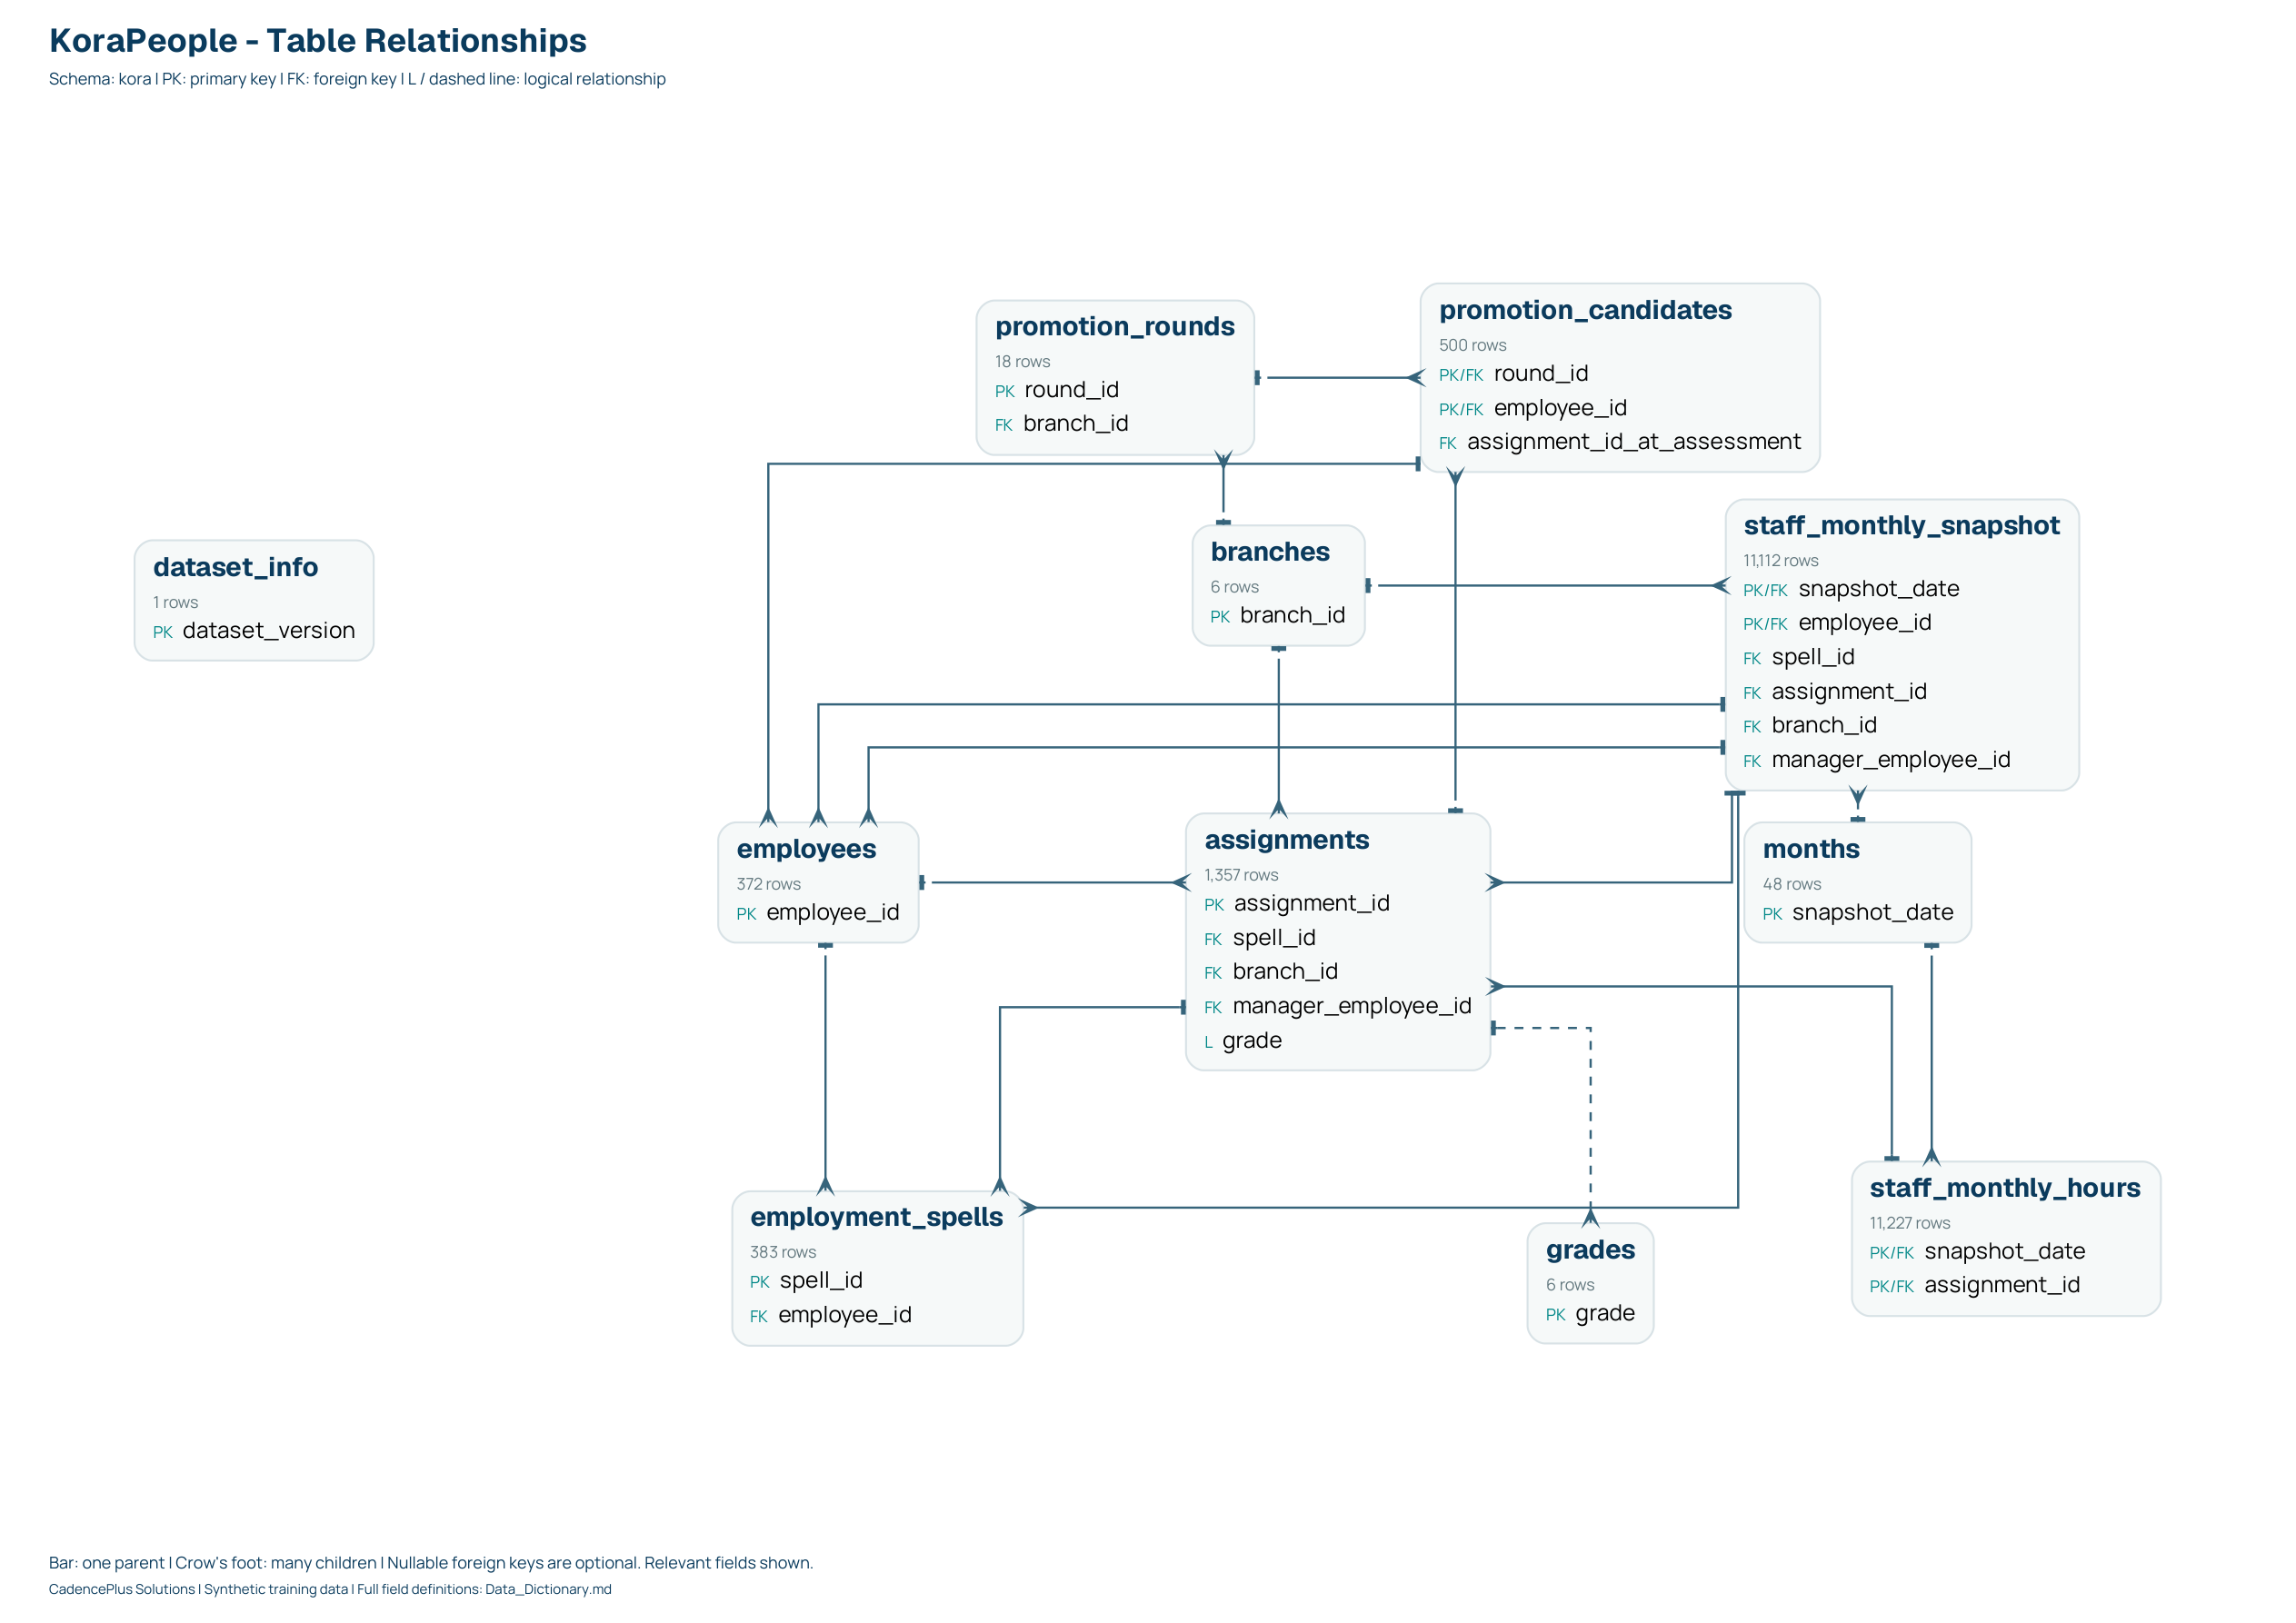 KoraPeople - Table Relationships
Schema: kora | PK: primary key | FK: foreign key | L / dashed line: logical relationship
promotion_rounds
18 rows
PK round_id
FK branch_id
promotion_candidates
500 rows
PK/FK round_id
PK/FK employee_id
FK assignment_id_at_assessment
dataset_info
1 rows
PK dataset_version
branches
6 rows
PK branch_id
staff_monthly_snapshot
11,112 rows
PK/FK snapshot_date
PK/FK employee_id
FK spell_id
FK assignment_id
FK branch_id
FK manager_employee_id
employees
372 rows
PK employee_id
assignments
1,357 rows
PK assignment_id
FK spell_id
FK branch_id
FK manager_employee_id
L grade
months
48 rows
PK snapshot_date
employment_spells
383 rows
PK spell_id
FK employee_id
grades
6 rows
PK grade
staff_monthly_hours
11,227 rows
PK/FK snapshot_date
PK/FK assignment_id
Bar: one parent | Crow's foot: many children | Nullable foreign keys are optional. Relevant fields shown.
CadencePlus Solutions | Synthetic training data | Full field definitions: Data_Dictionary.md